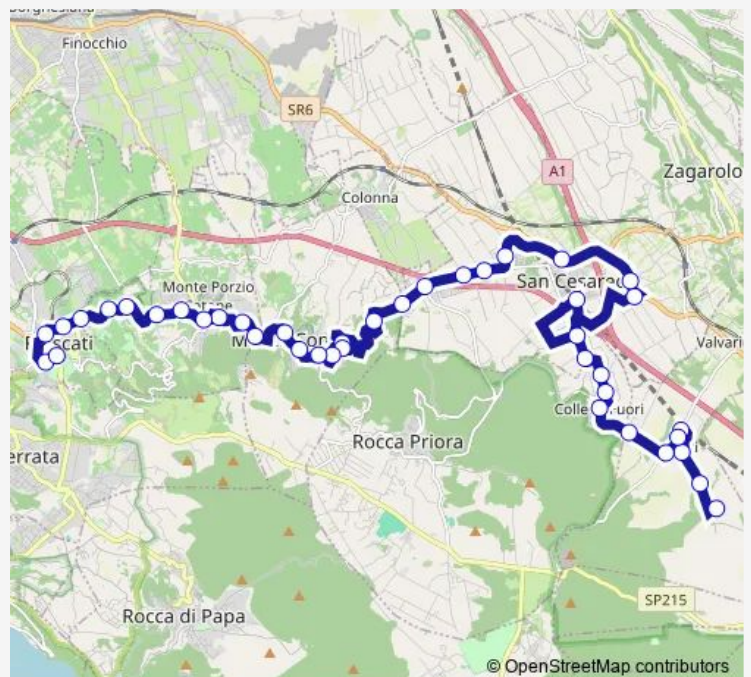 Finocchio
SR6
A1
Zagarolo
Colonna
Monte Porzio
San Cesareo
Valvari
Colle
Rocca Priora
errata
SP215
Rocca di Papa
© OpenStreetMap contributors